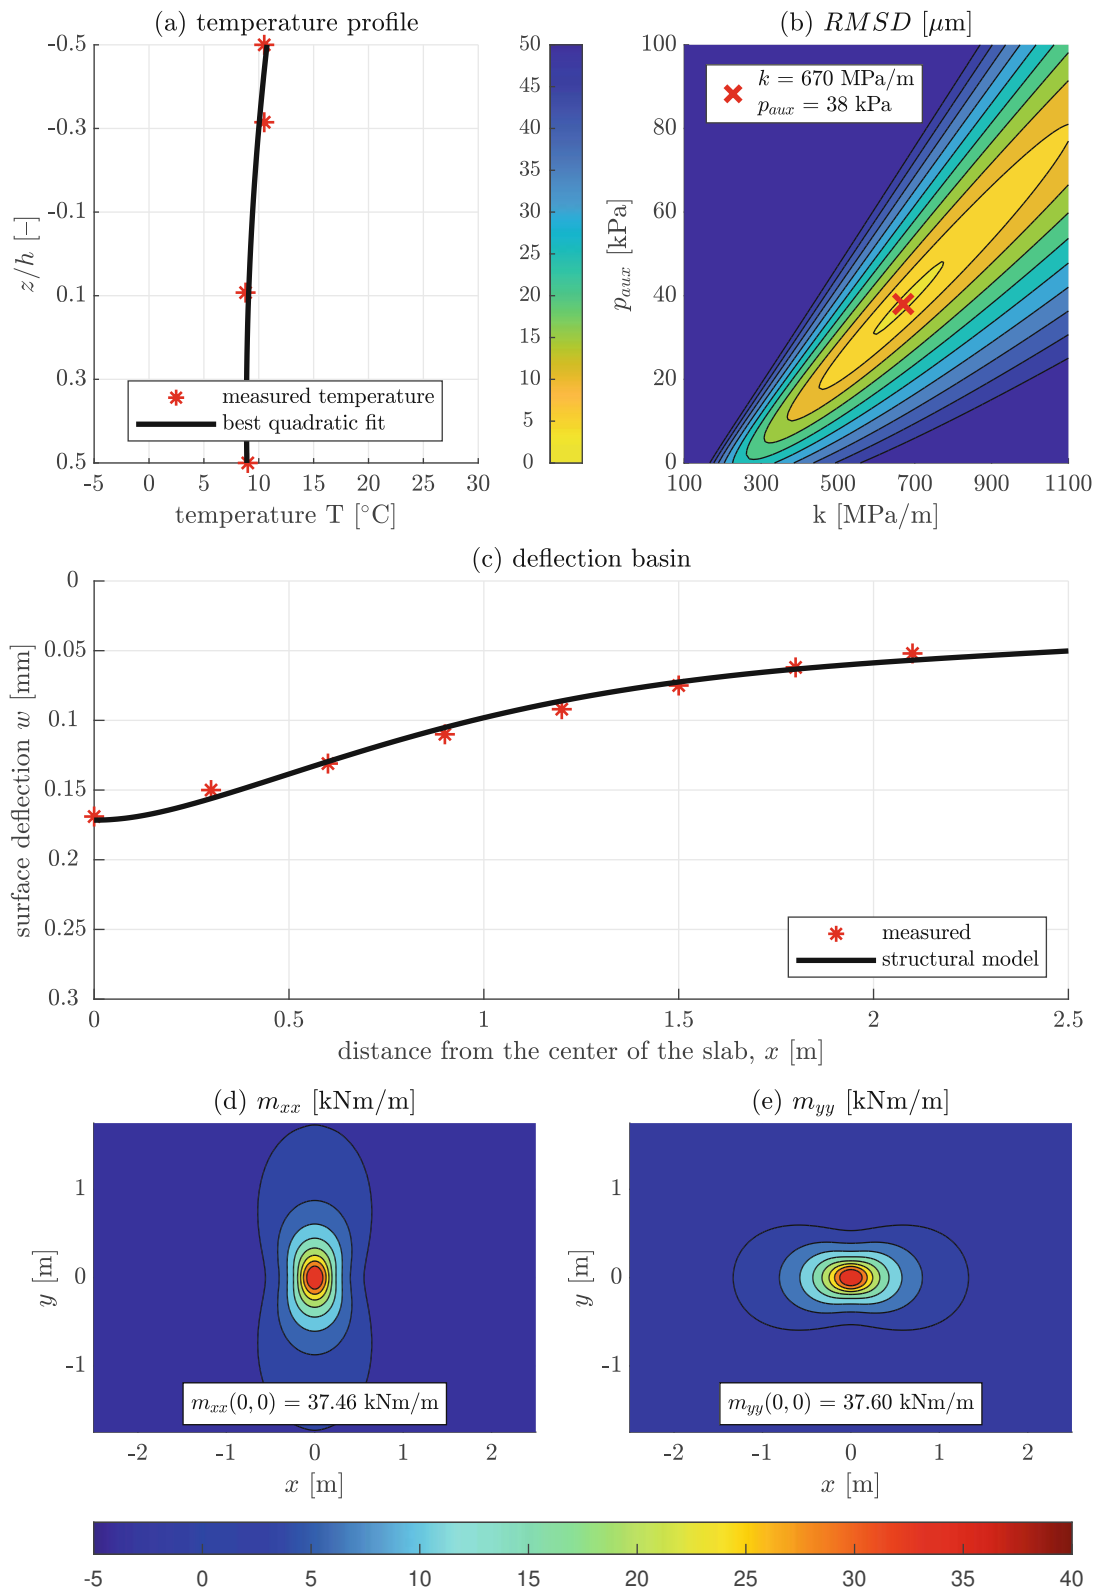 (a) temperature profile
-0.5
-0.3
-0.1
0.1
0.3
0.5
z/h [−]
measured temperature
best quadratic fit
-5 0 5 10 15 20 25 30
temperature T [°C]
50
45
40
35
30
25
20
15
10
5
0
(b) RMSD [μm]
k = 670 MPa/m
p_aux = 38 kPa
100
80
60
40
20
0
p_aux [kPa]
100 300 500 700 900 1100
k [MPa/m]
(c) deflection basin
0
0.05
0.1
0.15
0.2
0.25
0.3
surface deflection w [mm]
measured
structural model
0 0.5 1 1.5 2 2.5
distance from the center of the slab, x [m]
(d) m_xx [kNm/m]
1
0
-1
y [m]
m_xx(0,0) = 37.46 kNm/m
-2 -1 0 1 2
x [m]
(e) m_yy [kNm/m]
1
0
-1
y [m]
m_yy(0,0) = 37.60 kNm/m
-2 -1 0 1 2
x [m]
-5 0 5 10 15 20 25 30 35 40